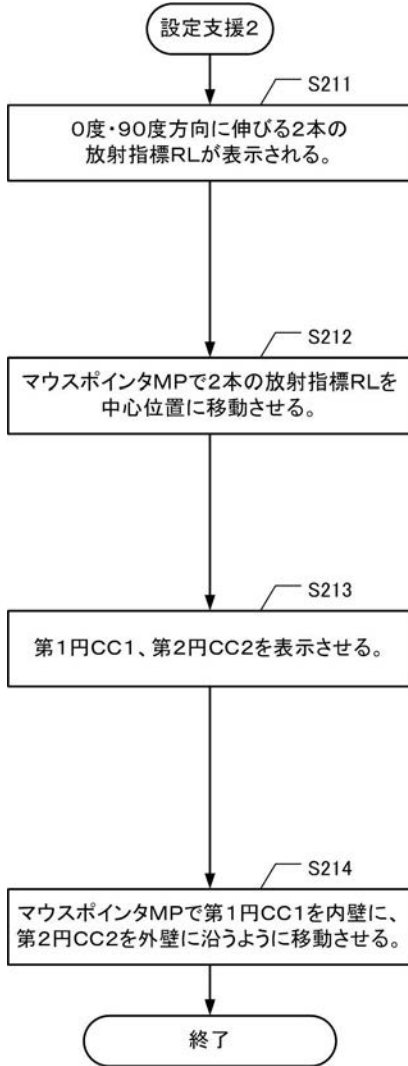 設定支援2
S211
0度・90度方向に伸びる2本の
放射指標RLが表示される。
S212
マウスポインタMPで2本の放射指標RLを
中心位置に移動させる。
S213
第1円CC1、第2円CC2を表示させる。
S214
マウスポインタMPで第1円CC1を内壁に、
第2円CC2を外壁に沿うように移動させる。
終了